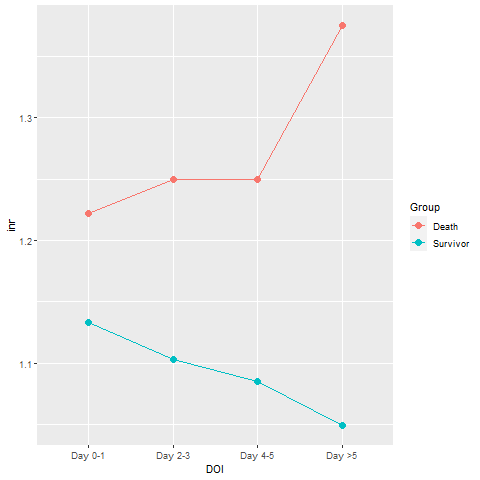 inr
1.3
1.2
1.1
Day 0-1
Day 2-3
Day 4-5
Day >5
DOI
Group
Death
Survivor